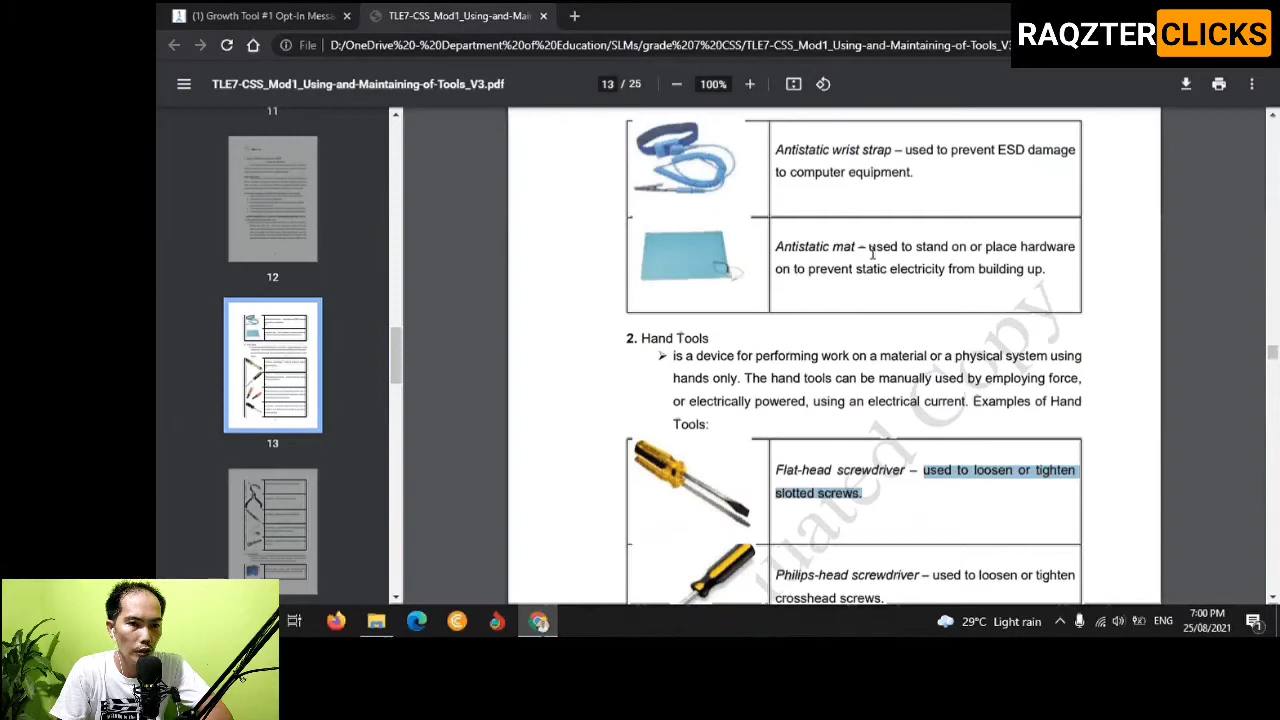 (1) Growth Tool #1 Opt-In Messa
TLE7-CSS_Mod1_Using-and-Mai
RAQZTER CLICKS
File
D:/OneDrive%20-%20Department%20of%20Education/SLMs/grade%207%20CSS/TLE7-CSS_Mod1_Using-and-Maintaining-of-Tools_V3
TLE7-CSS_Mod1_Using-and-Maintaining-of-Tools_V3.pdf
13 / 25
100%
11
12
13
Antistatic wrist strap – used to prevent ESD damage
to computer equipment.
Antistatic mat – used to stand on or place hardware
on to prevent static electricity from building up.
2. Hand Tools
➢ is a device for performing work on a material or a physical system using
hands only. The hand tools can be manually used by employing force,
or electrically powered, using an electrical current. Examples of Hand
Tools:
Flat-head screwdriver – used to loosen or tighten
slotted screws.
Philips-head screwdriver – used to loosen or tighten
crosshead screws.
uated Copy
29°C Light rain
ENG
7:00 PM
25/08/2021